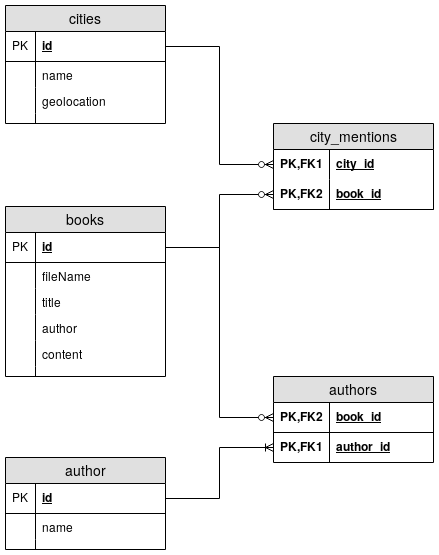 cities
PK id
name
geolocation
city_mentions
PK,FK1 city_id
PK,FK2 book_id
books
PK id
fileName
title
author
content
authors
PK,FK2 book_id
PK,FK1 author_id
author
PK id
name